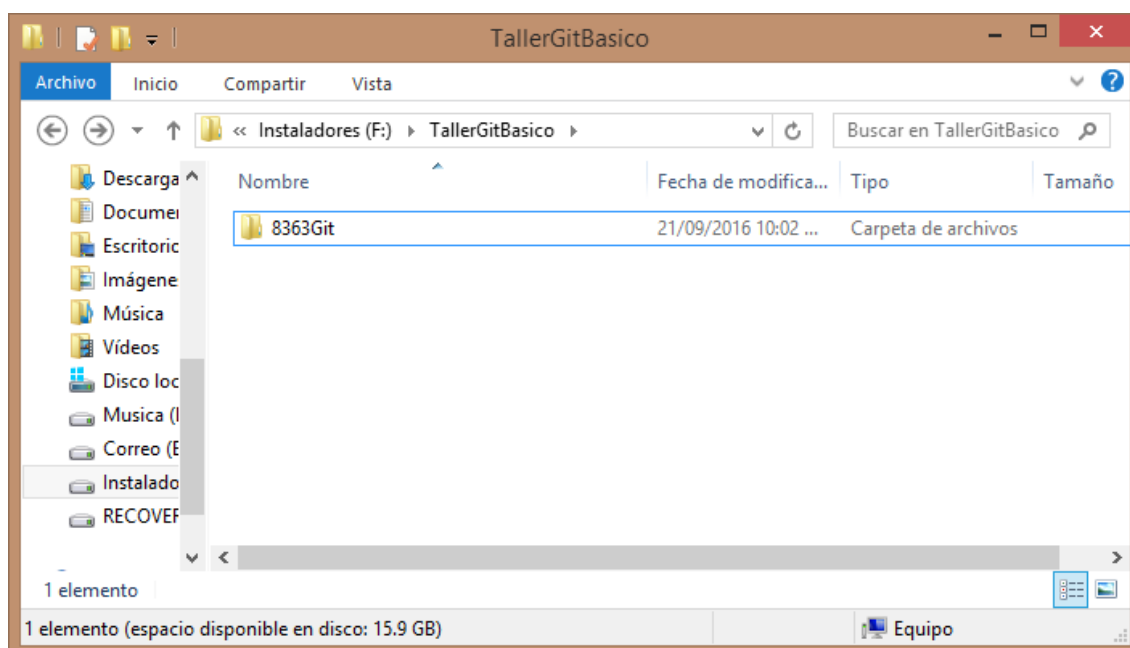 TallerGitBasico
Archivo Inicio Compartir Vista
« Instaladores (F:) TallerGitBasico Buscar en TallerGitBasico
Nombre Fecha de modifica... Tipo Tamaño
8363Git 21/09/2016 10:02 ... Carpeta de archivos
Descarga
Documen
Escritoric
Imágene
Música
Vídeos
Disco loc
Musica (
Correo (E
Instalado
RECOVER
1 elemento
1 elemento (espacio disponible en disco: 15.9 GB) Equipo